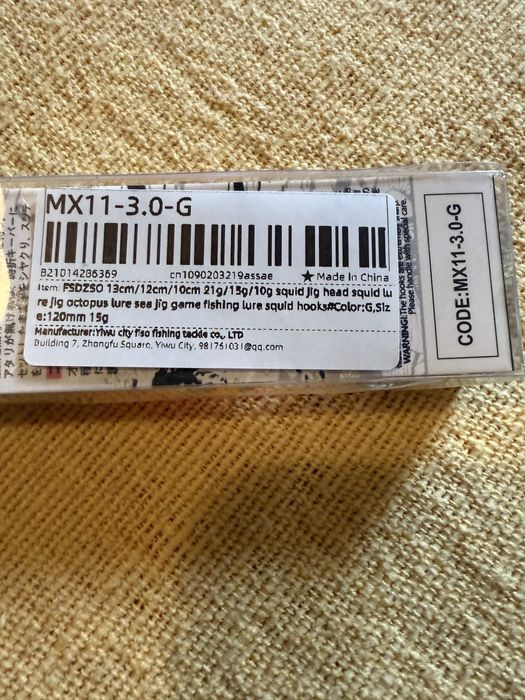 MX11-3.0-G
B21014286369 cn1090203219assae ★Made In China
Item: FSDZSO 13cm/12cm/10cm 21g/15g/10g squid jig head squid lu
re jig octopus lure sea jig game fishing lure squid hooks#Color:G,Siz
e:120mm 15g
Manufacturer:Yiwu city fiso fishing tackle co., LTD
Building 7, Zhangfu Square, Yiwu City, 981761031@qq.com
WARNING!The hooks are extremely sharp.
Please handle with special care.
CODE:MX11-3.0-G